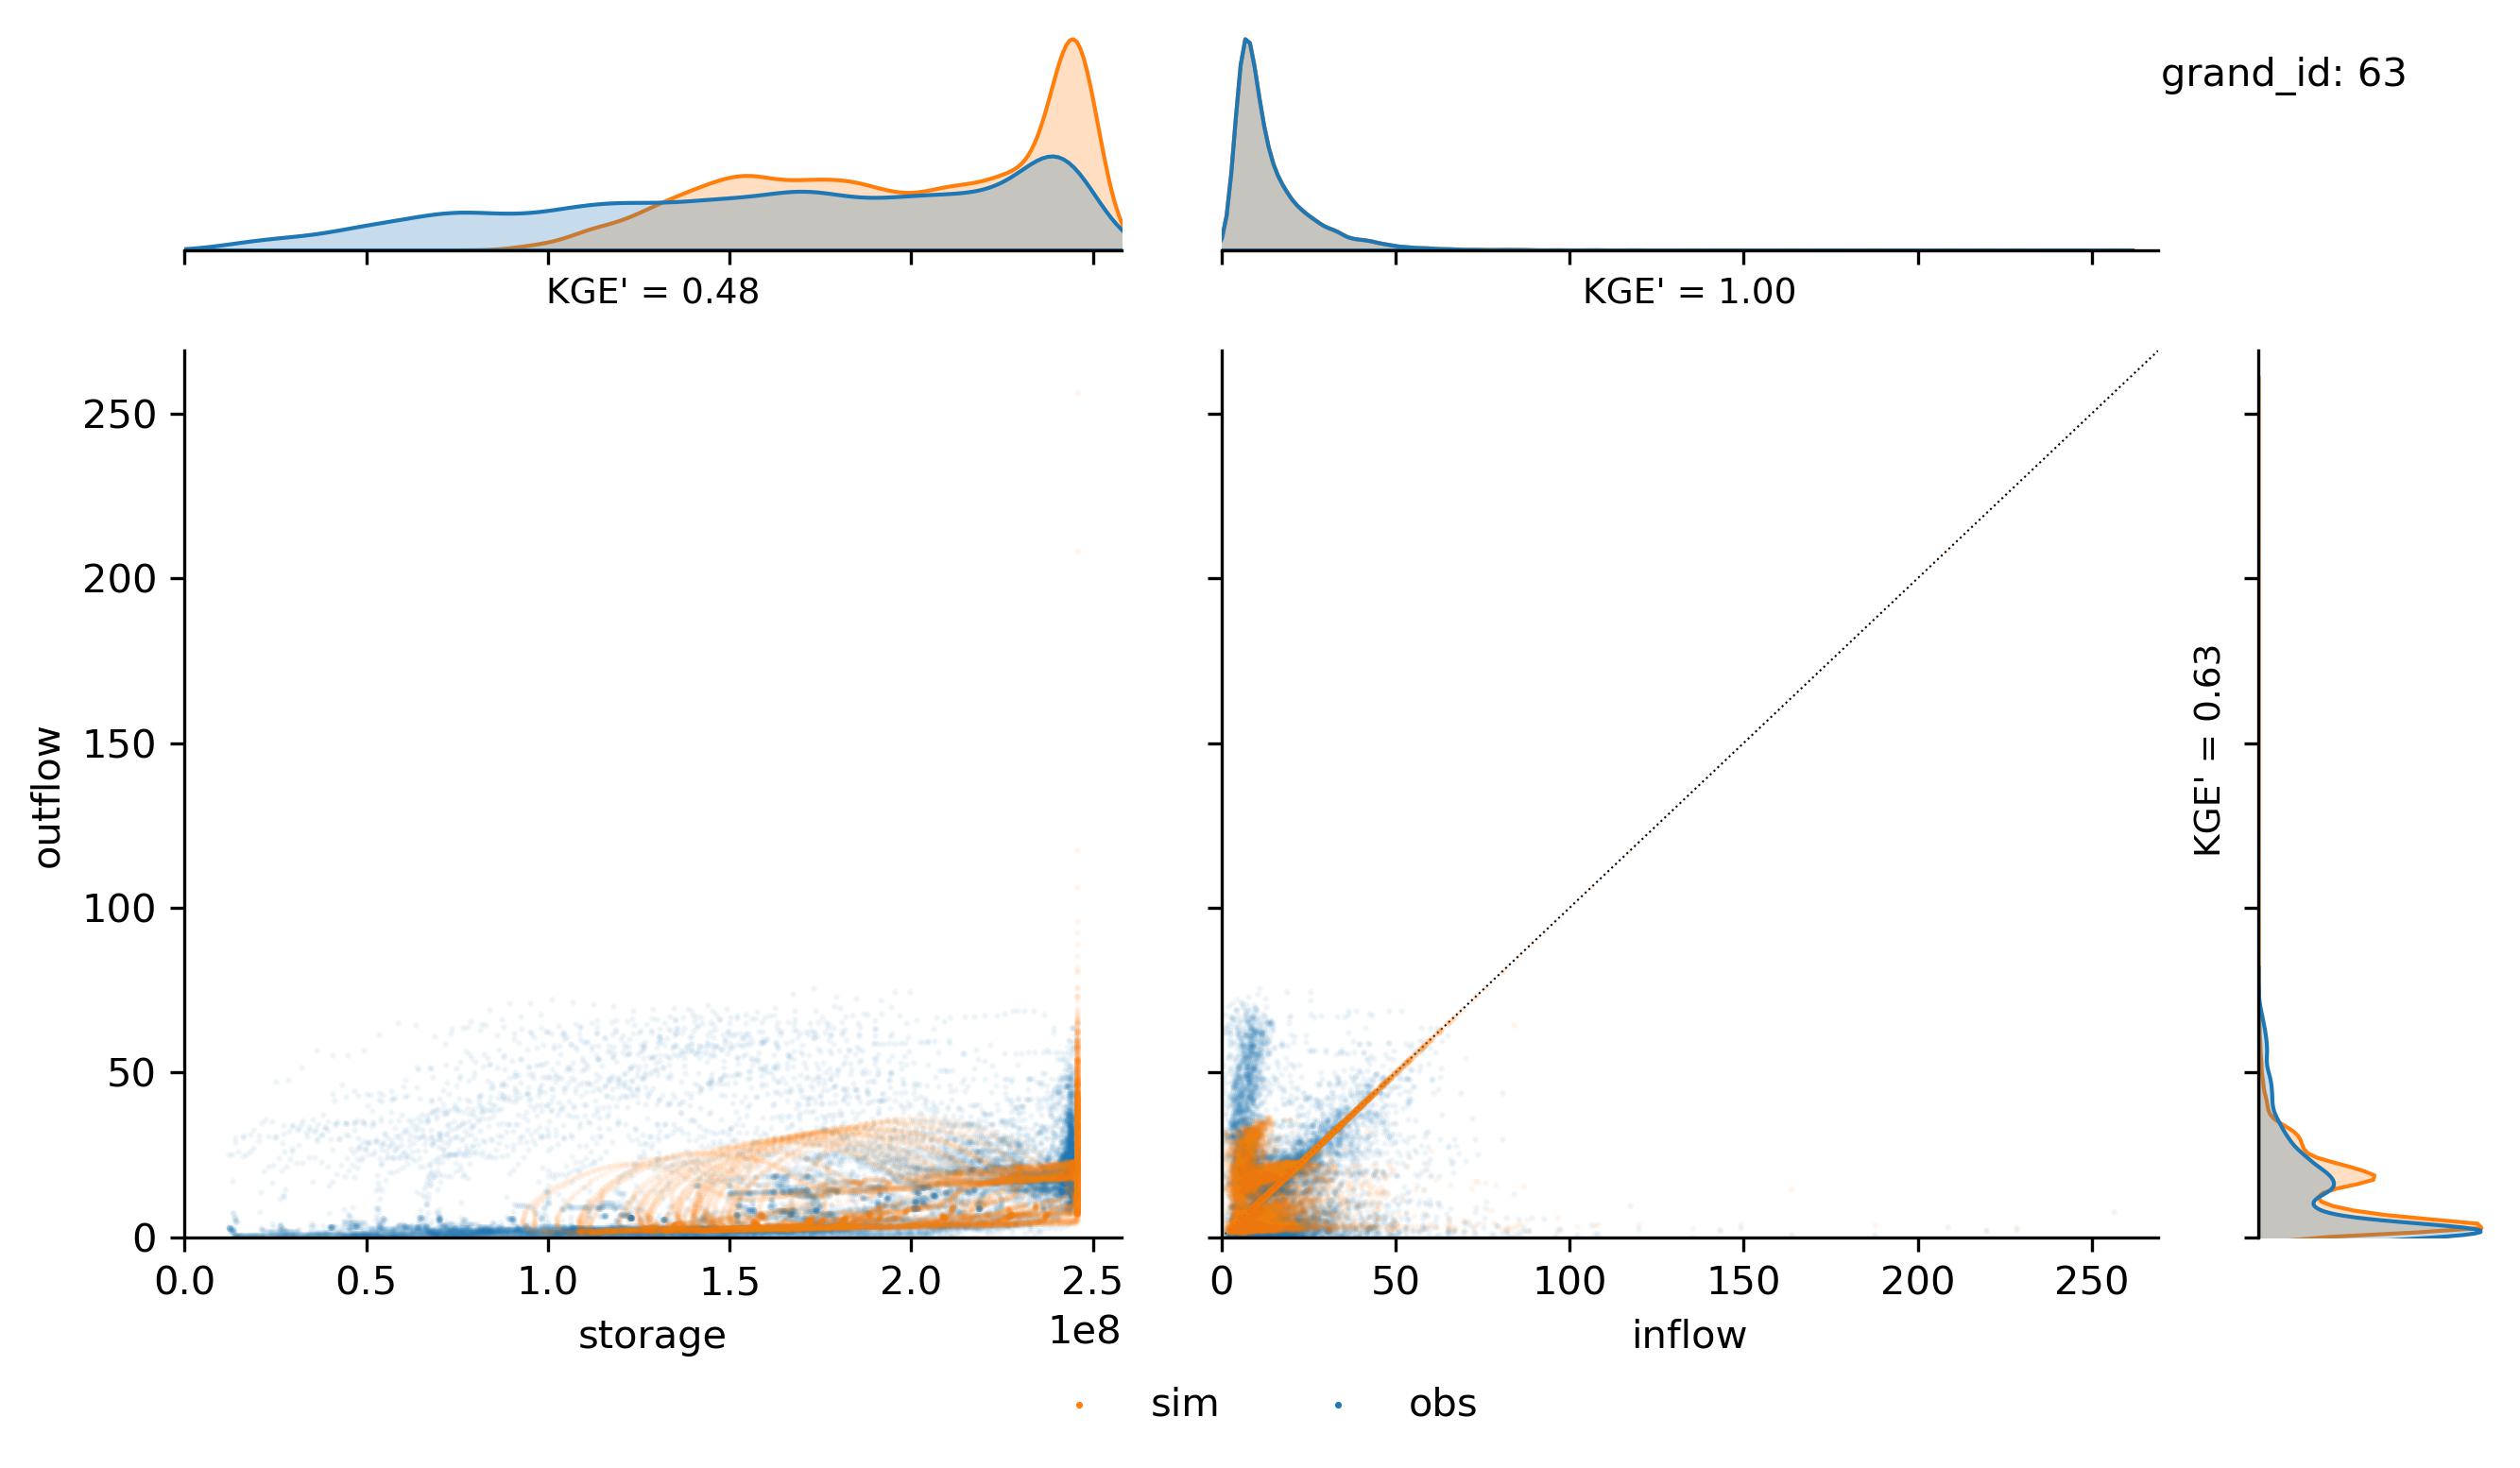 grand_id: 63
KGE' = 0.48
KGE' = 1.00
250
200
150
100
50
0
outflow
KGE' = 0.63
0.0 0.5 1.0 1.5 2.0 2.5
1e8
storage
0 50 100 150 200 250
inflow
sim obs